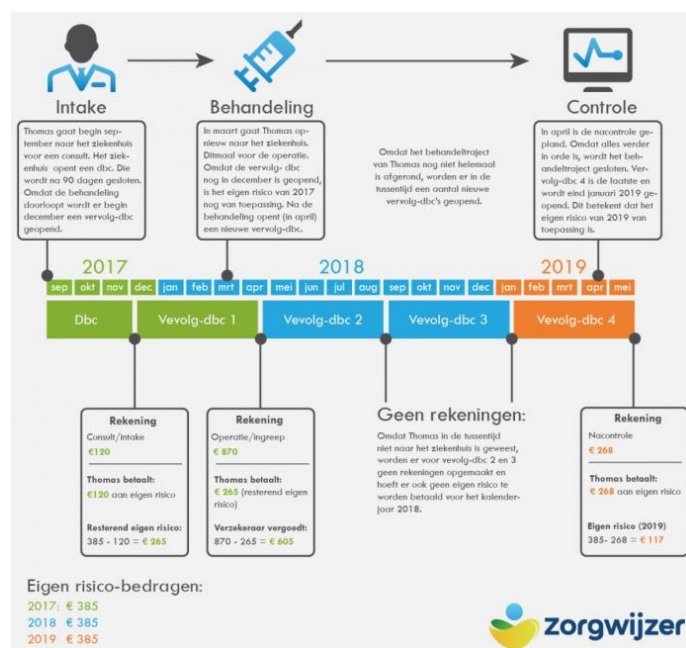 Intake
Thomas gaat begin sep-
tember naar het ziekenhuis
voor een consult. Het ziek-
enhuis opent een dbc. Die
wordt na 90 dagen gesloten.
Omdat de behandeling
doorloopt wordt er begin
december een vervolg-dbc
geopend.
Behandeling
In maart gaat Thomas op-
nieuw naar het ziekenhuis.
Ditmaal voor de operatie.
Omdat de vervolg- dbc
nog in december is geopend,
is het eigen risico van 2017
nog van toepassing. Na de
behandeling opent (in april)
een nieuwe vervolg-dbc.
Omdat het behandeltraject
van Thomas nog niet helemaal
is afgerond, worden er in de
tussentijd een aantal nieuwe
vervolg-dbc's geopend.
Controle
In april is de nacontrole ge-
pland. Omdat alles verder
in orde is, wordt het beh-
andeltraject gesloten. Ver-
volg-dbc 4 is de laatste en
wordt eind januari 2019 ge-
opend. Dit betekent dat het
eigen risico van 2019 van
toepassing is.
2017 2018 2019
sep okt nov dec jan feb mrt apr mei jun jul aug sep okt nov dec jan feb mrt apr mei
Dbc Vevolg-dbc 1 Vevolg-dbc 2 Vevolg-dbc 3 Vevolg-dbc 4
Rekening
Consult/intake
€120
Thomas betaalt:
€120 aan eigen risico
Resterend eigen risico:
385 - 120 = € 265
Rekening
Operatie/ingreep
€ 870
Thomas betaalt:
€ 265 (resterend eigen
risico)
Verzekeraar vergoedt:
870 - 265 = € 605
Geen rekeningen:
Omdat Thomas in de tussentijd
niet naar het ziekenhuis is geweest,
worden er voor vevolg-dbc 2 en 3
geen rekeningen opgemaakt en
hoeft er ook geen eigen risico te
worden betaald voor het kalender-
jaar 2018.
Rekening
Nacontrole
€ 268
Thomas betaalt:
€ 268 aan eigen risico
Eigen risico (2019)
385- 268 = € 117
Eigen risico-bedragen:
2017: € 385
2018 € 385
2019 € 385
zorgwijzer